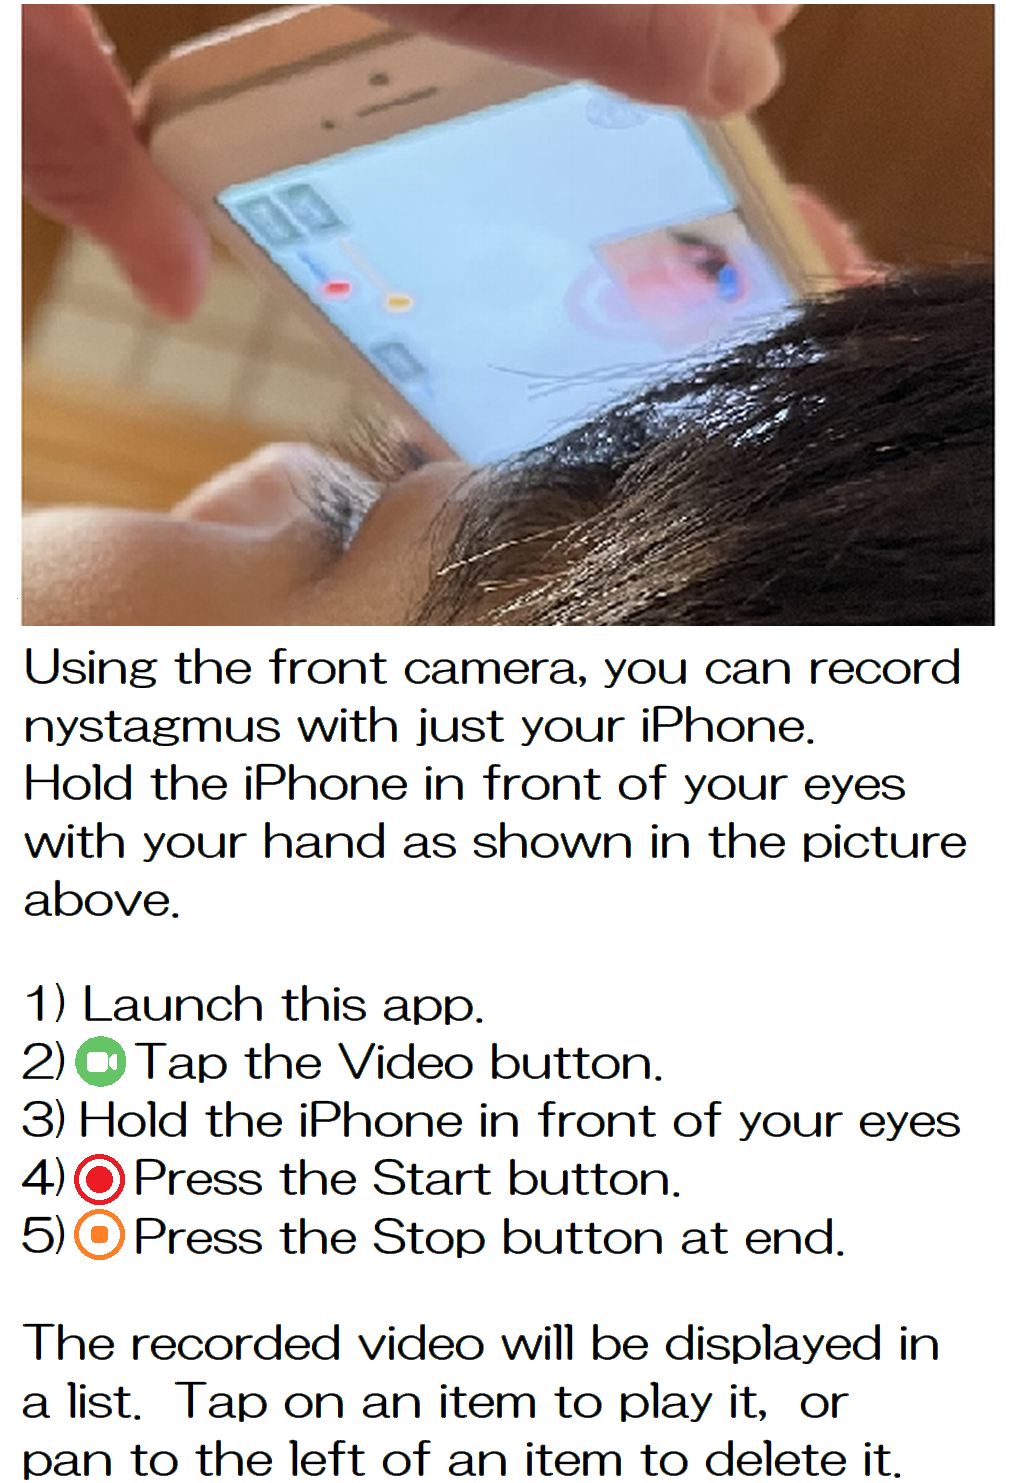 Using the front camera, you can record
nystagmus with just your iPhone.
Hold the iPhone in front of your eyes
with your hand as shown in the picture
above.
1) Launch this app.
2) Tap the Video button.
3) Hold the iPhone in front of your eyes
4) Press the Start button.
5) Press the Stop button at end.
The recorded video will be displayed in
a list. Tap on an item to play it, or
pan to the left of an item to delete it.